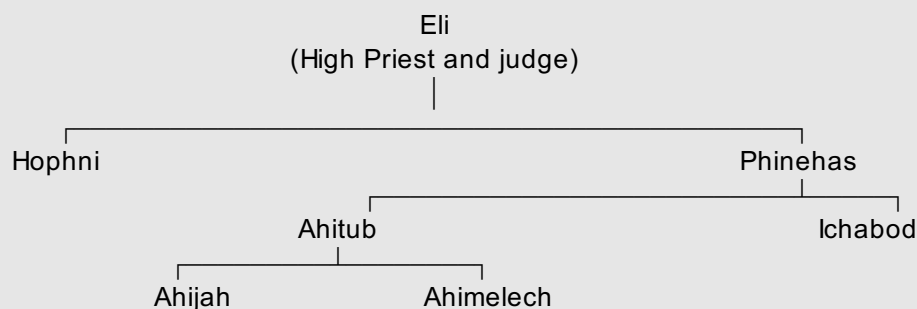 Eli
(High Priest and judge)
Hophni
Phinehas
Ahitub
Ichabod
Ahijah
Ahimelech